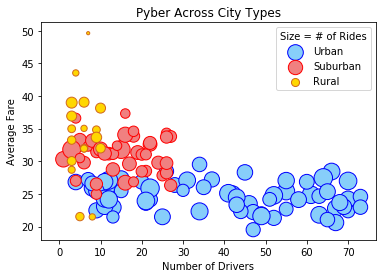 Pyber Across City Types
Size = # of Rides
Urban
Suburban
Rural
Average Fare
50
45
40
35
30
25
20
0
10
20
30
40
50
60
70
Number of Drivers